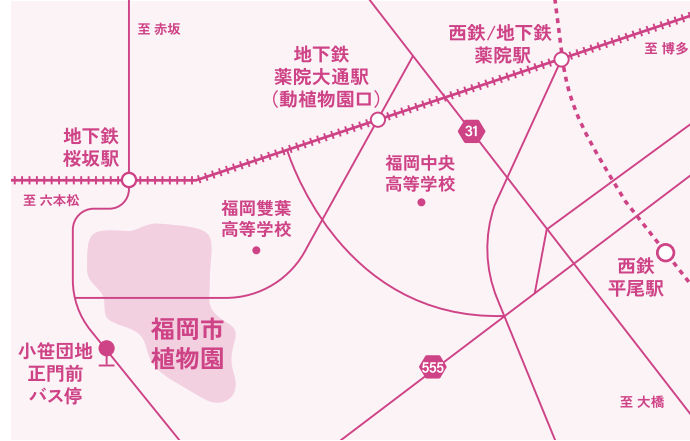 至 赤坂
西鉄/地下鉄
薬院駅
至 博多
地下鉄
薬院大通駅
（動植物園口）
31
地下鉄
桜坂駅
福岡中央
高等学校
至 六本松
福岡雙葉
高等学校
西鉄
平尾駅
福岡市
植物園
小笹団地
正門前
バス停
555
至 大橋